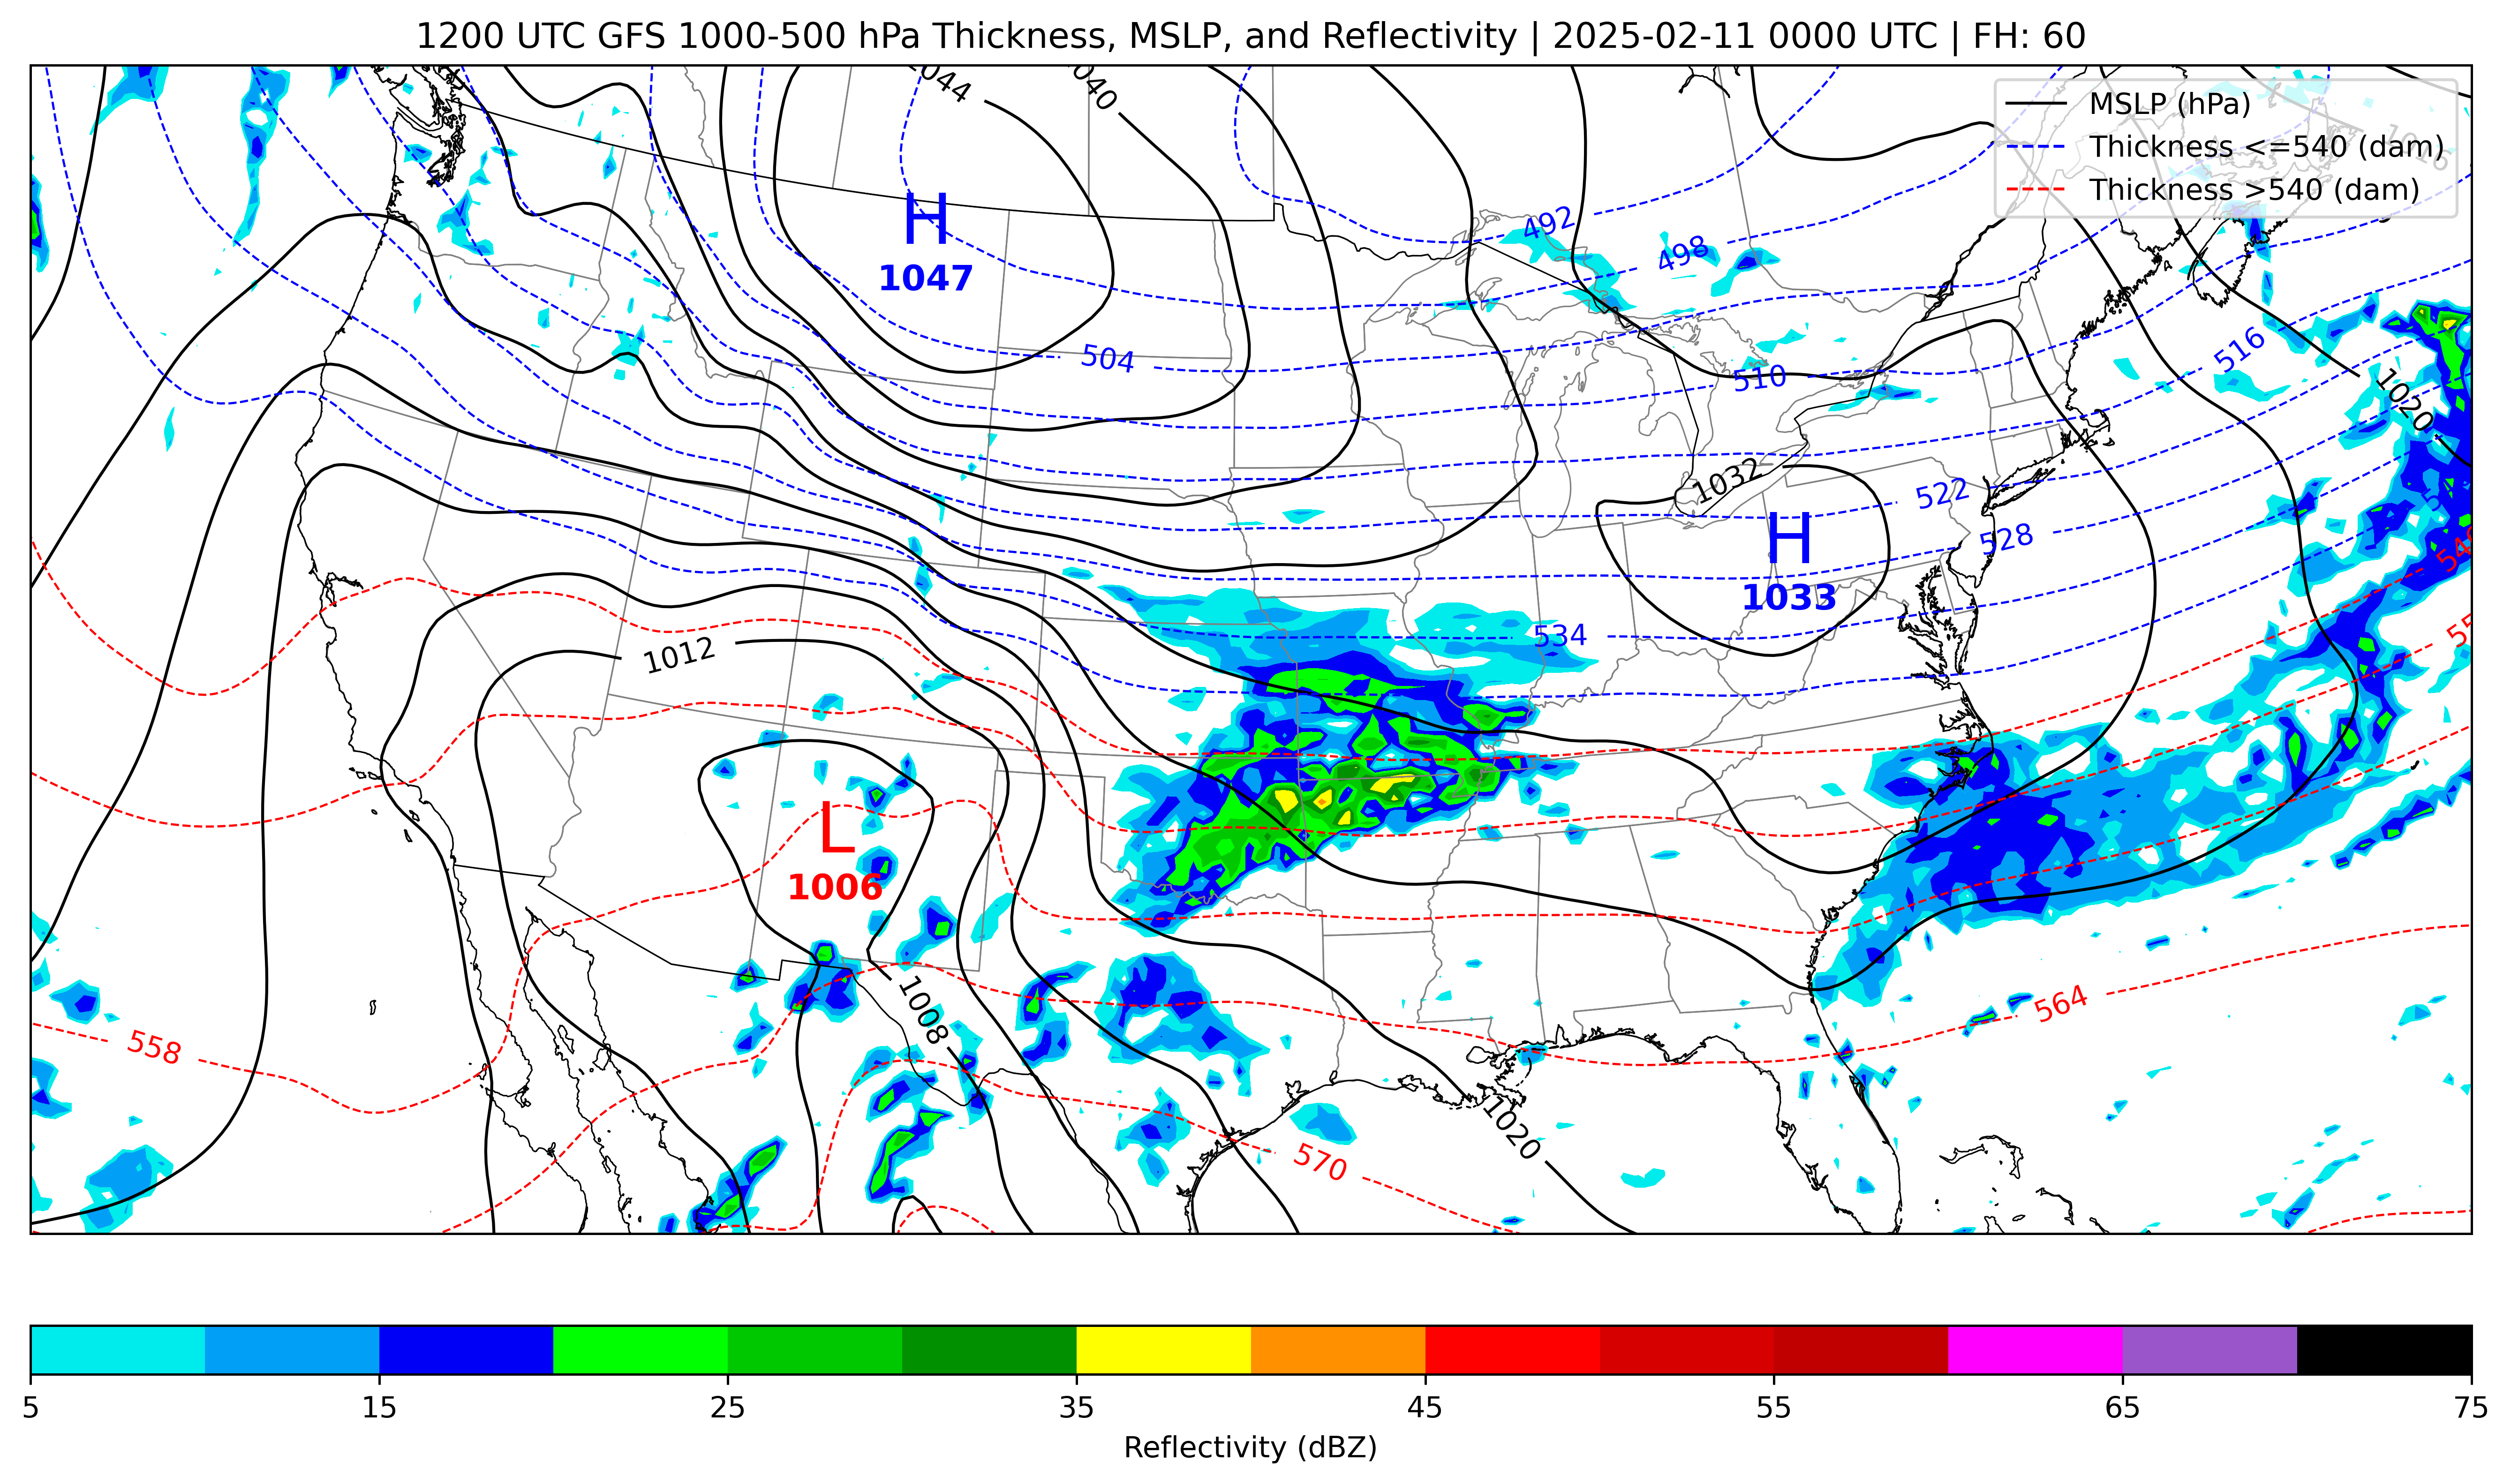 1200 UTC GFS 1000-500 hPa Thickness, MSLP, and Reflectivity | 2025-02-11 0000 UTC | FH: 60
MSLP (hPa)
Thickness <=540 (dam)
Thickness >540 (dam)
1040
492
498
H
1047
504
510
516
1020
1032
522
H
1033
528
534
1012
L
1006
1008
564
558
1020
570
5 15 25 35 45 55 65 75
Reflectivity (dBZ)